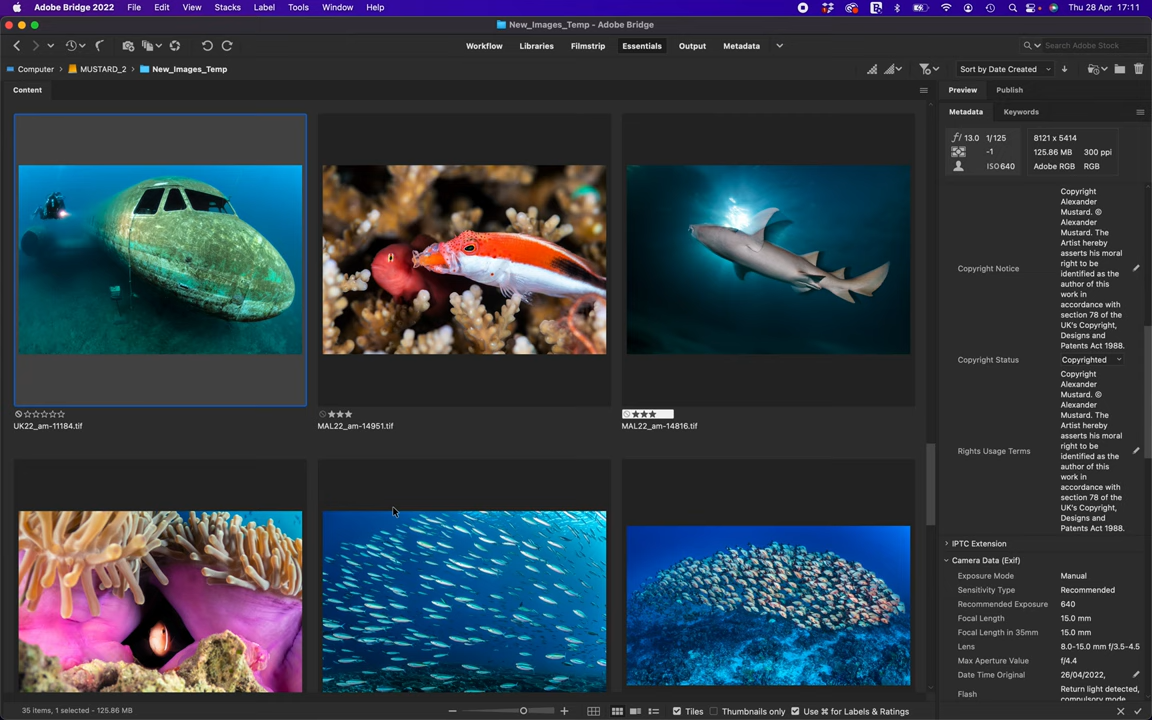 Adobe Bridge 2022 File Edit View Stacks Label Tools Window Help Thu 28 Apr 17:11
New_Images_Temp - Adobe Bridge
Workflow Libraries Filmstrip Essentials Output Metadata Search Adobe Stock
Computer MUSTARD_2 New_Images_Temp Sort by Date Created
Content
Preview Publish
Metadata Keywords
f/ 13.0 1/125
-1
ISO640
8121 x 5414
125.86 MB 300 ppi
Adobe RGB RGB
Copyright Notice
Copyright
Alexander
Mustard. ©
Alexander
Mustard. The
Artist hereby
asserts his moral
right to be
identified as the
author of this
work in
accordance with
section 78 of the
UK's Copyright,
Designs and
Patents Act 1988.
Copyright Status Copyrighted
Rights Usage Terms
Copyright
Alexander
Mustard. ©
Alexander
Mustard. The
Artist hereby
asserts his moral
right to be
identified as the
author of this
work in
accordance with
section 78 of the
UK's Copyright,
Designs and
Patents Act 1988.
IPTC Extension
Camera Data (Exif)
Exposure Mode Manual
Sensitivity Type Recommended
Recommended Exposure 640
Focal Length 15.0 mm
Focal Length in 35mm 15.0 mm
Lens 8.0-15.0 mm f/3.5-4.5
Max Aperture Value f/4.4
Date Time Original 26/04/2022,
Flash Return light detected,
compulsory mode
UK22_am-11184.tif
MAL22_am-14951.tif
MAL22_am-14816.tif
35 items, 1 selected - 125.86 MB
Tiles Thumbnails only Use ⌘ for Labels & Ratings